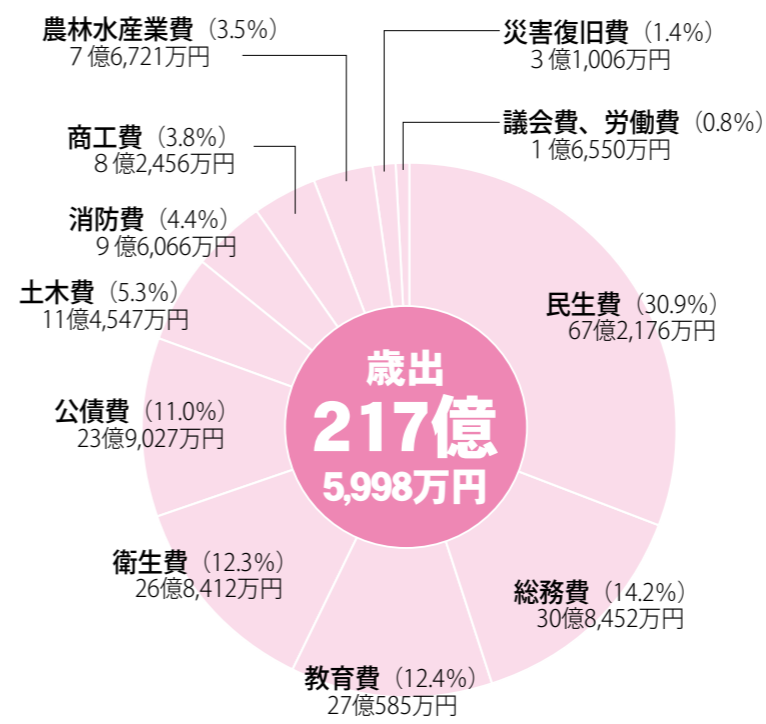 農林水産業費（3.5%）
7億6,721万円
災害復旧費（1.4%）
3億1,006万円
議会費、労働費（0.8%）
1億6,550万円
商工費（3.8%）
8億2,456万円
消防費（4.4%）
9億6,066万円
土木費（5.3%）
11億4,547万円
民生費（30.9%）
67億2,176万円
歳出
217億
5,998万円
公債費（11.0%）
23億9,027万円
衛生費（12.3%）
26億8,412万円
総務費（14.2%）
30億8,452万円
教育費（12.4%）
27億585万円